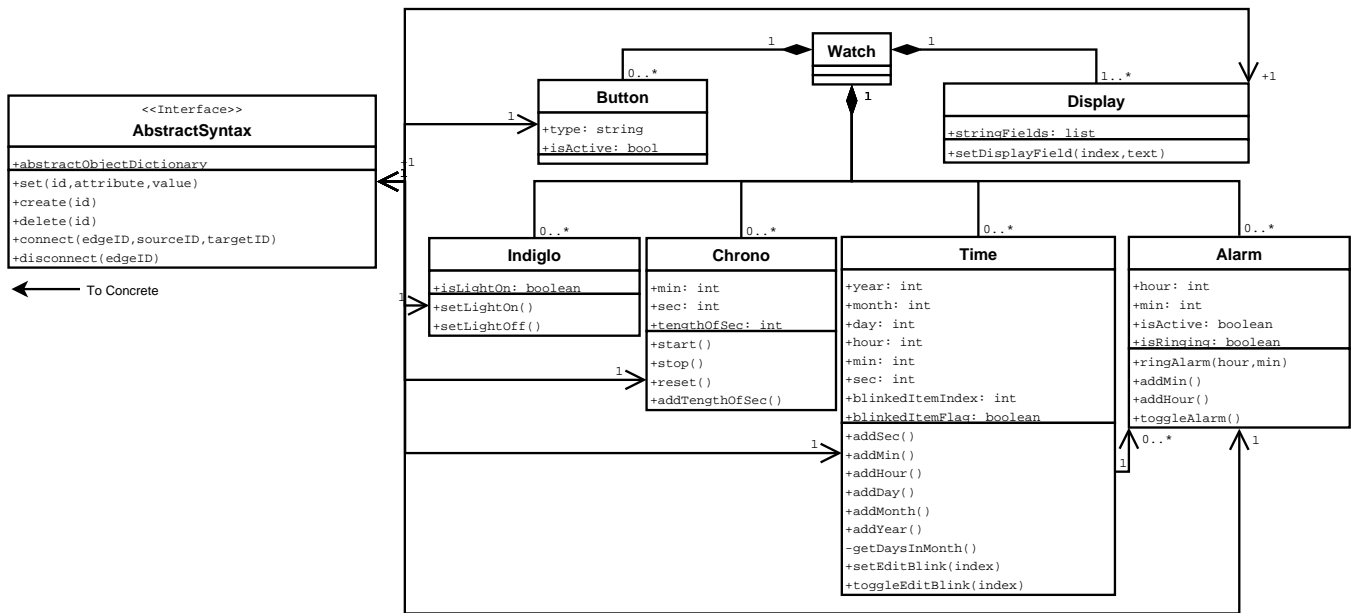 <<Interface>>
AbstractSyntax
+abstractObjectDictionary
+set(id,attribute,value)
+create(id)
+delete(id)
+connect(edgeID,sourceID,targetID)
+disconnect(edgeID)
To Concrete
+1
1
1
1
1
1
1
Watch
1
1
0..*
1..*
+1
Button
+type: string
+isActive: bool
Display
+stringFields: list
+setDisplayField(index,text)
0..*
0..*
0..*
0..*
Indiglo
+isLightOn: boolean
+setLightOn()
+setLightOff()
Chrono
+min: int
+sec: int
+tengthOfSec: int
+start()
+stop()
+reset()
+addTengthOfSec()
Time
+year: int
+month: int
+day: int
+hour: int
+min: int
+sec: int
+blinkedItemIndex: int
+blinkedItemFlag: boolean
+addSec()
+addMin()
+addHour()
+addDay()
+addMonth()
+addYear()
-getDaysInMonth()
+setEditBlink(index)
+toggleEditBlink(index)
Alarm
+hour: int
+min: int
+isActive: boolean
+isRinging: boolean
+ringAlarm(hour,min)
+addMin()
+addHour()
+toggleAlarm()
0..*
1
1